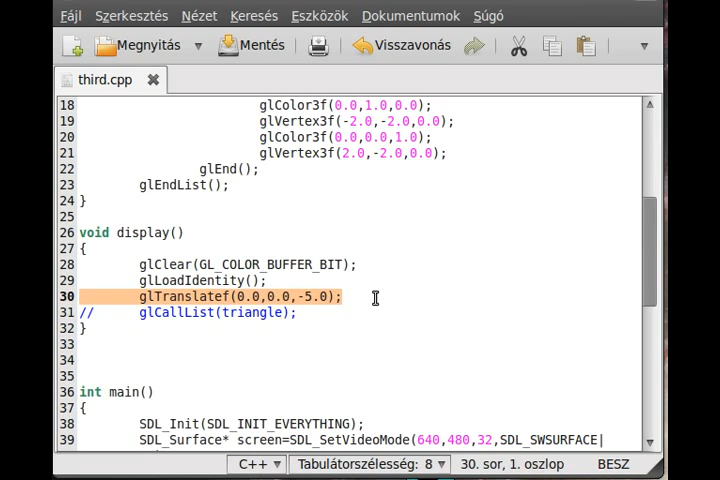 Fájl Szerkesztés Nézet Keresés Eszközök Dokumentumok Súgó
Megnyitás Mentés Visszavonás
third.cpp
18 glColor3f(0.0,1.0,0.0);
19 glVertex3f(-2.0,-2.0,0.0);
20 glColor3f(0.0,0.0,1.0);
21 glVertex3f(2.0,-2.0,0.0);
22 glEnd();
23 glEndList();
24 }
25
26 void display()
27 {
28 glClear(GL_COLOR_BUFFER_BIT);
29 glLoadIdentity();
30 glTranslatef(0.0,0.0,-5.0);
31 // glCallList(triangle);
32 }
33
34
35
36 int main()
37 {
38 SDL_Init(SDL_INIT_EVERYTHING);
39 SDL_Surface* screen=SDL_SetVideoMode(640,480,32,SDL_SWSURFACE|
C++ Tabulátorszélesség: 8 30. sor, 1. oszlop BESZ